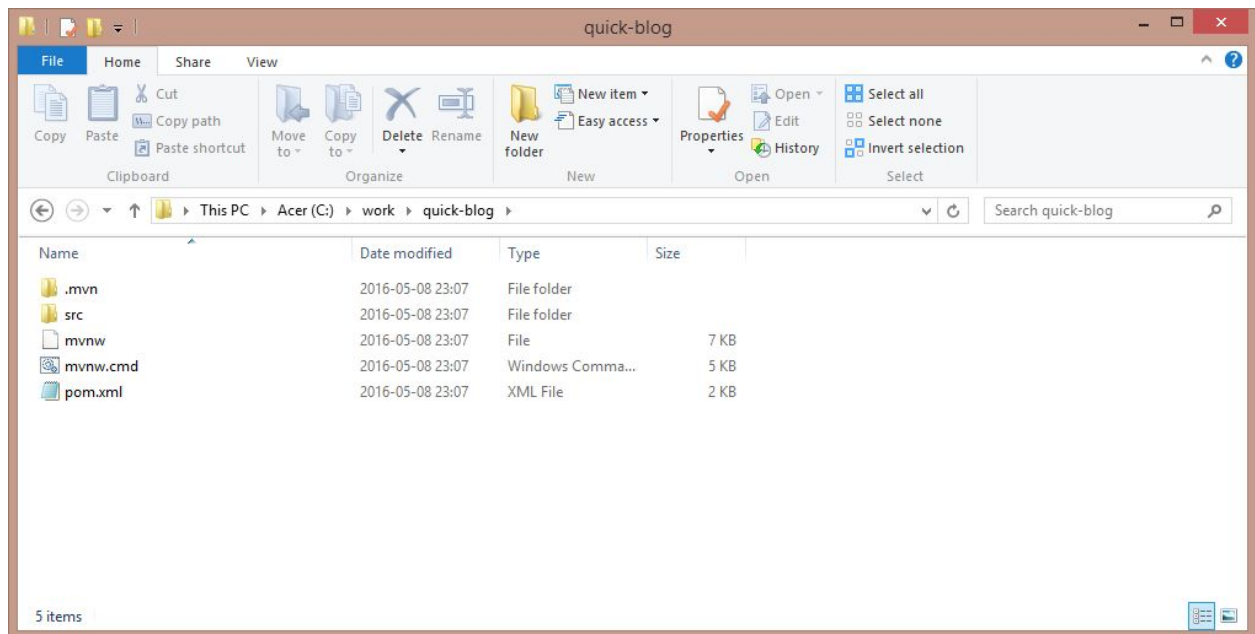 quick-blog
File Home Share View
Copy
Paste
Cut
Copy path
Paste shortcut
Clipboard
Move to
Copy to
Delete
Rename
Organize
New folder
New item
Easy access
New
Properties
Open
Edit
History
Open
Select all
Select none
Invert selection
Select
This PC Acer (C:) work quick-blog
Search quick-blog
Name Date modified Type Size
.mvn 2016-05-08 23:07 File folder
src 2016-05-08 23:07 File folder
mvnw 2016-05-08 23:07 File 7 KB
mvnw.cmd 2016-05-08 23:07 Windows Comma... 5 KB
pom.xml 2016-05-08 23:07 XML File 2 KB
5 items